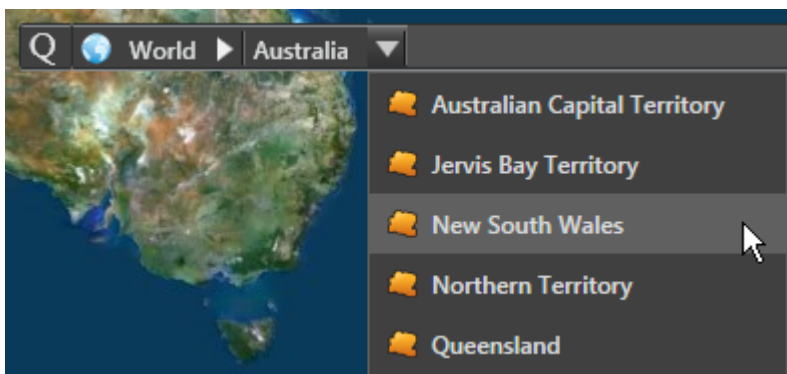 Q World Australia
Australian Capital Territory
Jervis Bay Territory
New South Wales
Northern Territory
Queensland